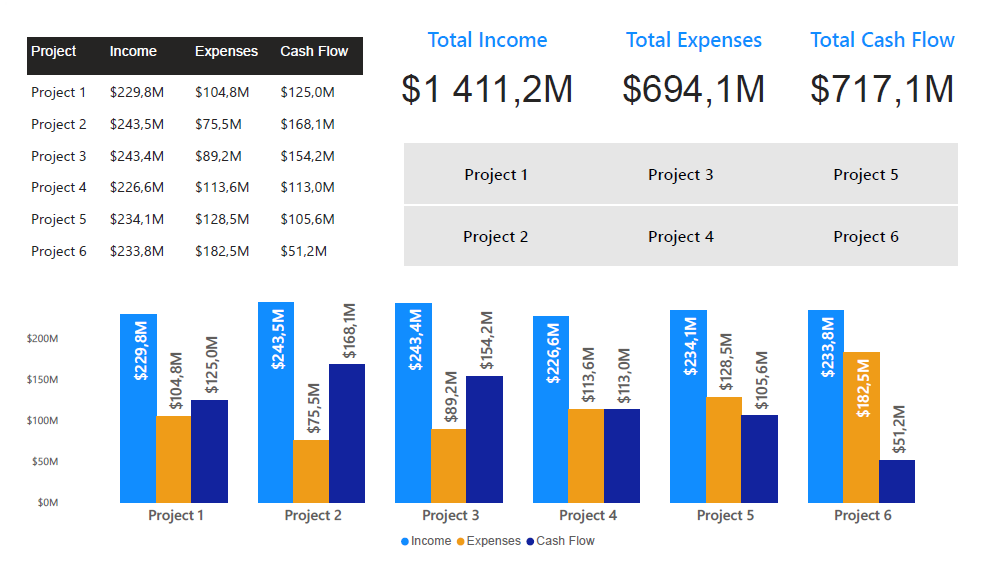 Project Income Expenses Cash Flow
Project 1 $229,8M $104,8M $125,0M
Project 2 $243,5M $75,5M $168,1M
Project 3 $243,4M $89,2M $154,2M
Project 4 $226,6M $113,6M $113,0M
Project 5 $234,1M $128,5M $105,6M
Project 6 $233,8M $182,5M $51,2M
Total Income Total Expenses Total Cash Flow
$1 411,2M $694,1M $717,1M
Project 1 Project 3 Project 5
Project 2 Project 4 Project 6
$200M
$150M
$100M
$50M
$0M
$229,8M $104,8M $125,0M
$243,5M $75,5M $168,1M
$243,4M $89,2M $154,2M
$226,6M $113,6M $113,0M
$234,1M $128,5M $105,6M
$233,8M $182,5M $51,2M
Project 1 Project 2 Project 3 Project 4 Project 5 Project 6
Income Expenses Cash Flow